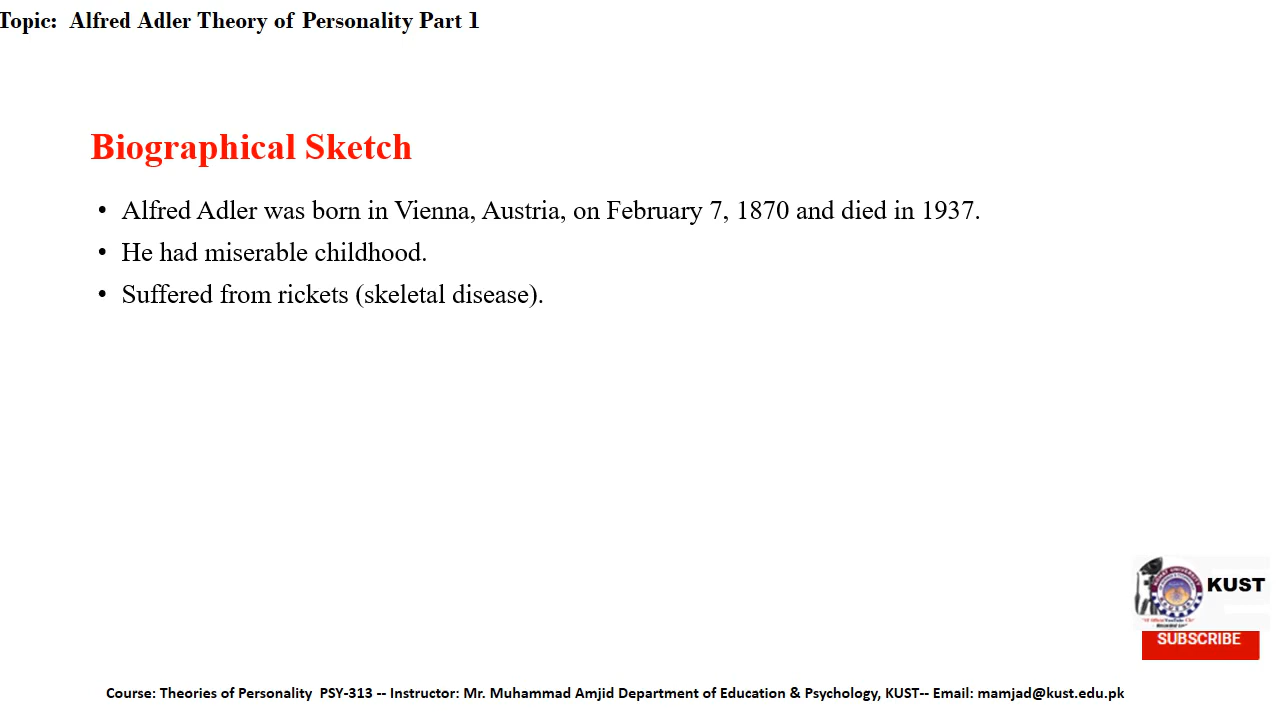 Topic: Alfred Adler Theory of Personality Part 1
Biographical Sketch
• Alfred Adler was born in Vienna, Austria, on February 7, 1870 and died in 1937.
• He had miserable childhood.
• Suffered from rickets (skeletal disease).
KUST
SUBSCRIBE
Course: Theories of Personality PSY-313 -- Instructor: Mr. Muhammad Amjid Department of Education & Psychology, KUST-- Email: mamjad@kust.edu.pk